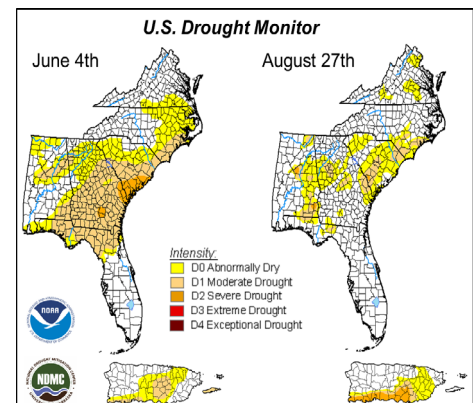 U.S. Drought Monitor
June 4th
August 27th
Intensity:
D0 Abnormally Dry
D1 Moderate Drought
D2 Severe Drought
D3 Extreme Drought
D4 Exceptional Drought
NOAA
NDMC